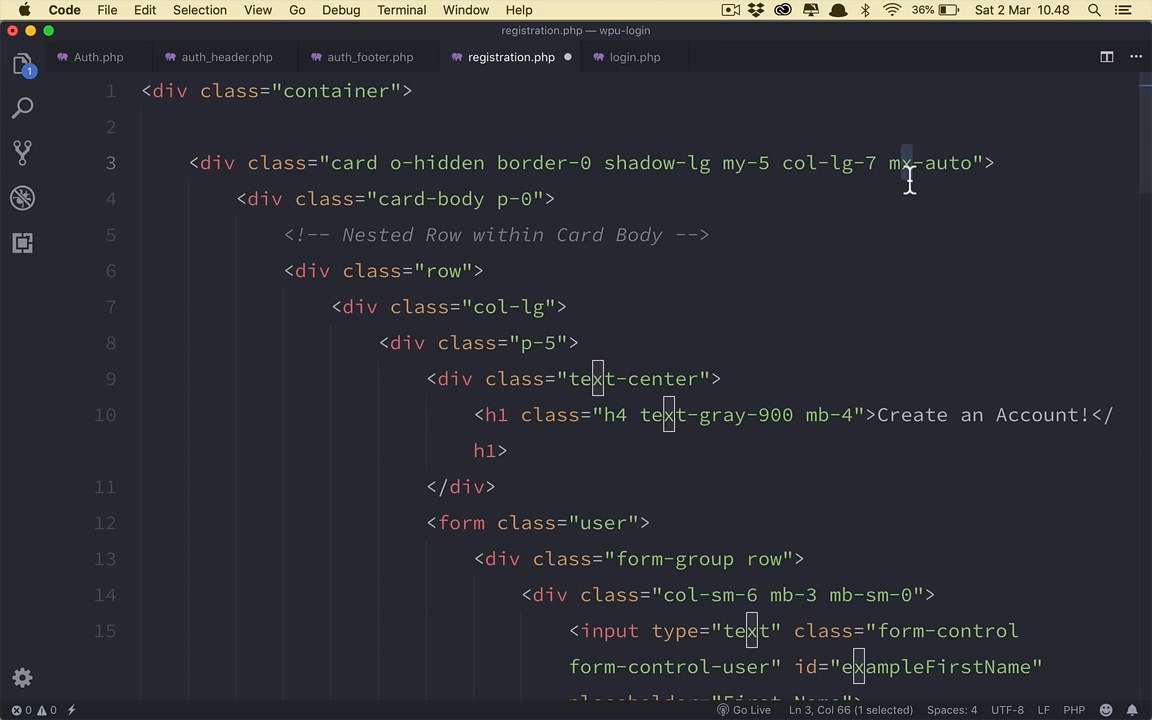 Code File Edit Selection View Go Debug Terminal Window Help 36% Sat 2 Mar 10.48
registration.php — wpu-login
Auth.php auth_header.php auth_footer.php registration.php login.php
1
1 <div class="container">
2
3 <div class="card o-hidden border-0 shadow-lg my-5 col-lg-7 mx-auto">
4 <div class="card-body p-0">
5 <!-- Nested Row within Card Body -->
6 <div class="row">
7 <div class="col-lg">
8 <div class="p-5">
9 <div class="text-center">
10 <h1 class="h4 text-gray-900 mb-4">Create an Account!</
h1>
11 </div>
12 <form class="user">
13 <div class="form-group row">
14 <div class="col-sm-6 mb-3 mb-sm-0">
15 <input type="text" class="form-control
form-control-user" id="exampleFirstName"
placeholder="First Name">
0 0 Go Live Ln 3, Col 66 (1 selected) Spaces: 4 UTF-8 LF PHP